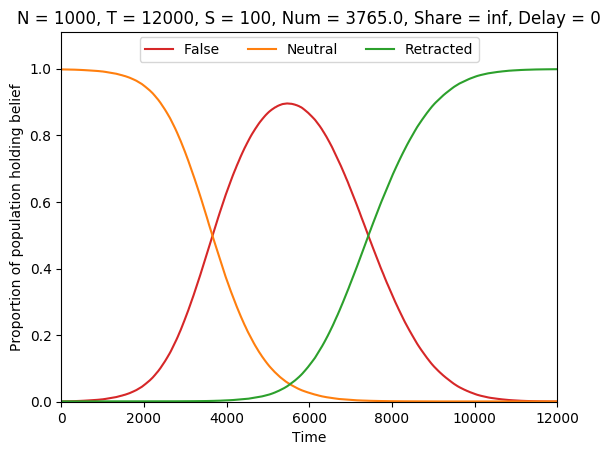 N = 1000, T = 12000, S = 100, Num = 3765.0, Share = inf, Delay = 0
False Neutral Retracted
Proportion of population holding belief
1.0
0.8
0.6
0.4
0.2
0.0
0 2000 4000 6000 8000 10000 12000
Time